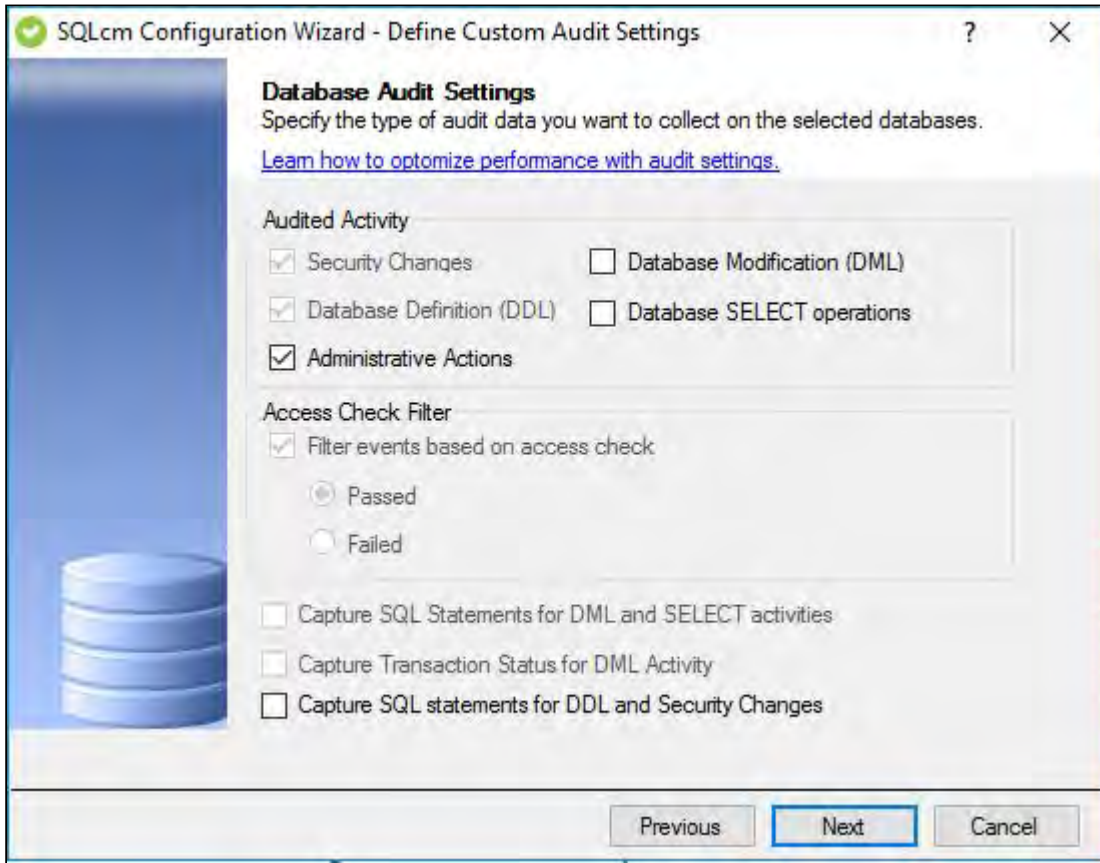 SQLcm Configuration Wizard - Define Custom Audit Settings
?
Database Audit Settings
Specify the type of audit data you want to collect on the selected databases.
Learn how to optomize performance with audit settings.
Audited Activity
Security Changes
Database Modification (DML)
Database Definition (DDL)
Database SELECT operations
Administrative Actions
Access Check Filter
Filter events based on access check
Passed
Failed
Capture SQL Statements for DML and SELECT activities
Capture Transaction Status for DML Activity
Capture SQL statements for DDL and Security Changes
Previous
Next
Cancel